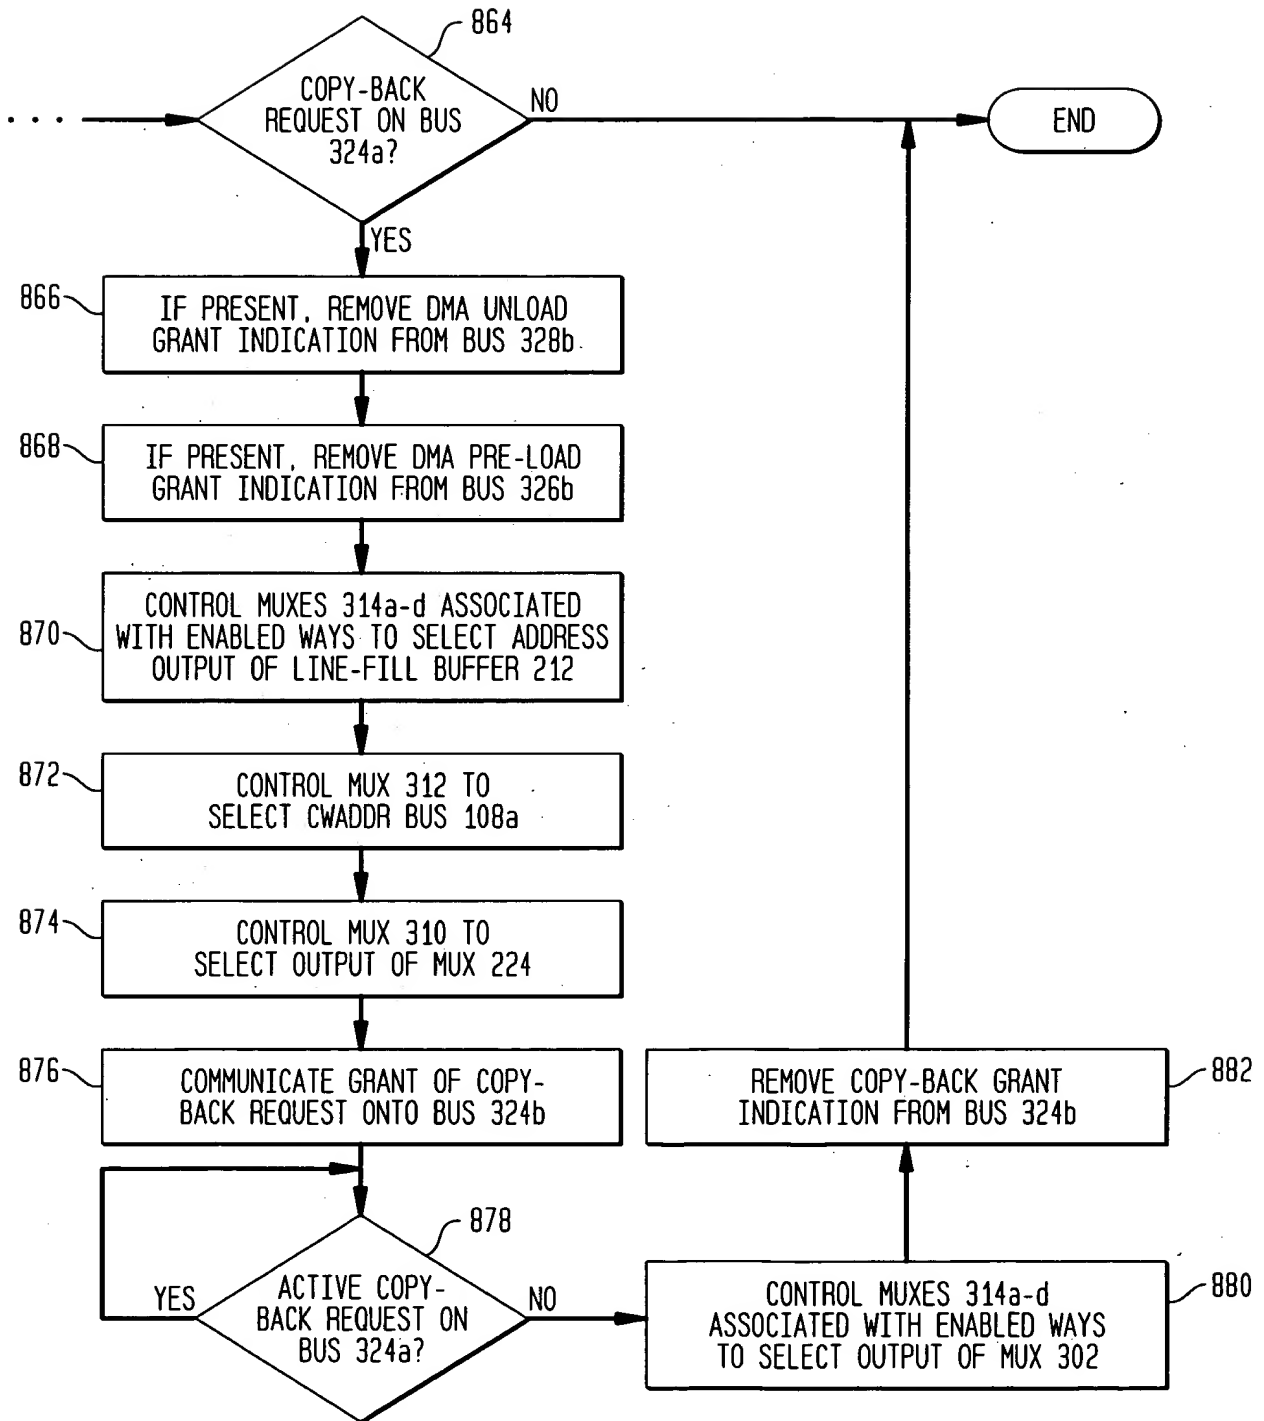 864
COPY-BACK
REQUEST ON BUS
324a?
NO
END
YES
866
IF PRESENT, REMOVE DMA UNLOAD
GRANT INDICATION FROM BUS 328b
868
IF PRESENT, REMOVE DMA PRE-LOAD
GRANT INDICATION FROM BUS 326b
870
CONTROL MUXES 314a-d ASSOCIATED
WITH ENABLED WAYS TO SELECT ADDRESS
OUTPUT OF LINE-FILL BUFFER 212
872
CONTROL MUX 312 TO
SELECT CWADDR BUS 108a
874
CONTROL MUX 310 TO
SELECT OUTPUT OF MUX 224
876
COMMUNICATE GRANT OF COPY-
BACK REQUEST ONTO BUS 324b
882
REMOVE COPY-BACK GRANT
INDICATION FROM BUS 324b
878
ACTIVE COPY-
BACK REQUEST ON
BUS 324a?
YES
NO
880
CONTROL MUXES 314a-d
ASSOCIATED WITH ENABLED WAYS
TO SELECT OUTPUT OF MUX 302